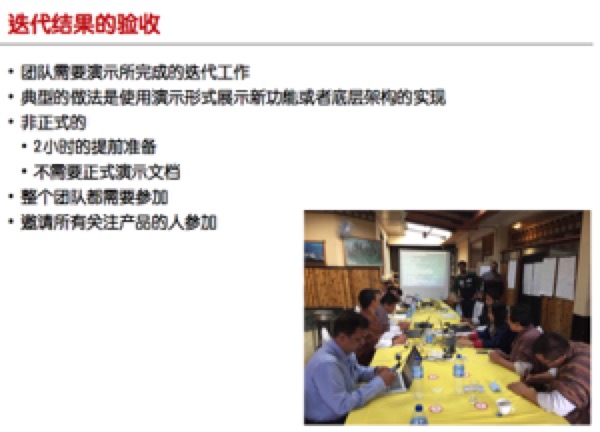 迭代结果的验收
• 团队需要演示所完成的迭代工作
• 典型的做法是使用演示形式展示新功能或者底层架构的实现
• 非正式的
• 2小时的提前准备
• 不需要正式演示文档
• 整个团队都需要参加
• 邀请所有关注产品的人参加